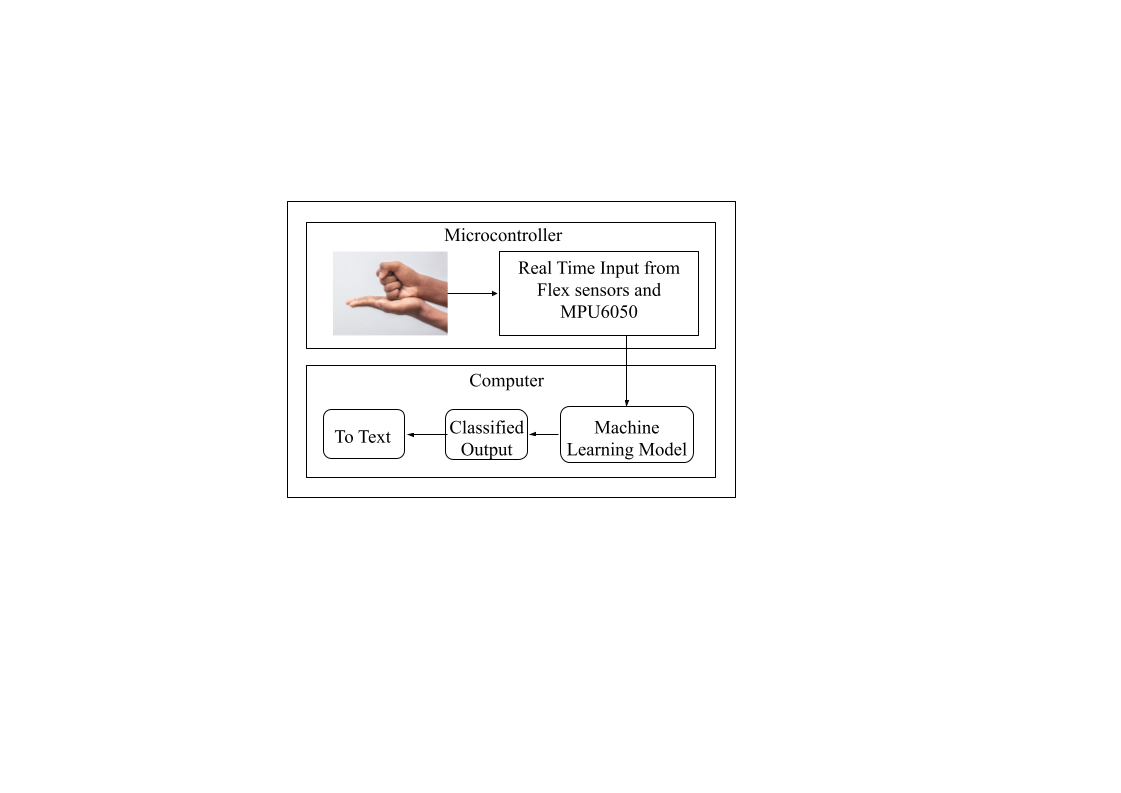 Microcontroller
Real Time Input from
Flex sensors and
MPU6050
Computer
Machine
Learning Model
Classified
Output
To Text